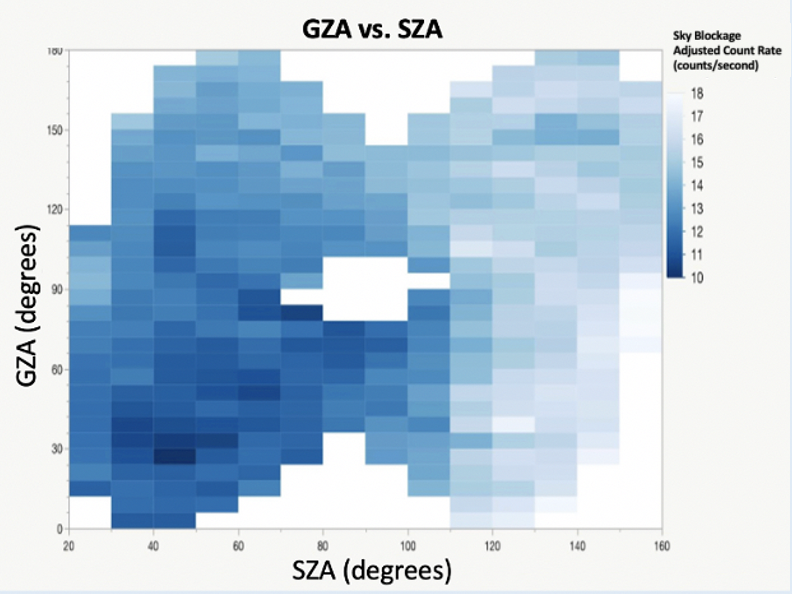 GZA vs. SZA
Sky Blockage
Adjusted Count Rate
(counts/second)
18
17
16
15
14
13
12
11
10
180
150
120
90
60
30
0
GZA (degrees)
20 40 60 80 100 120 140 160
SZA (degrees)